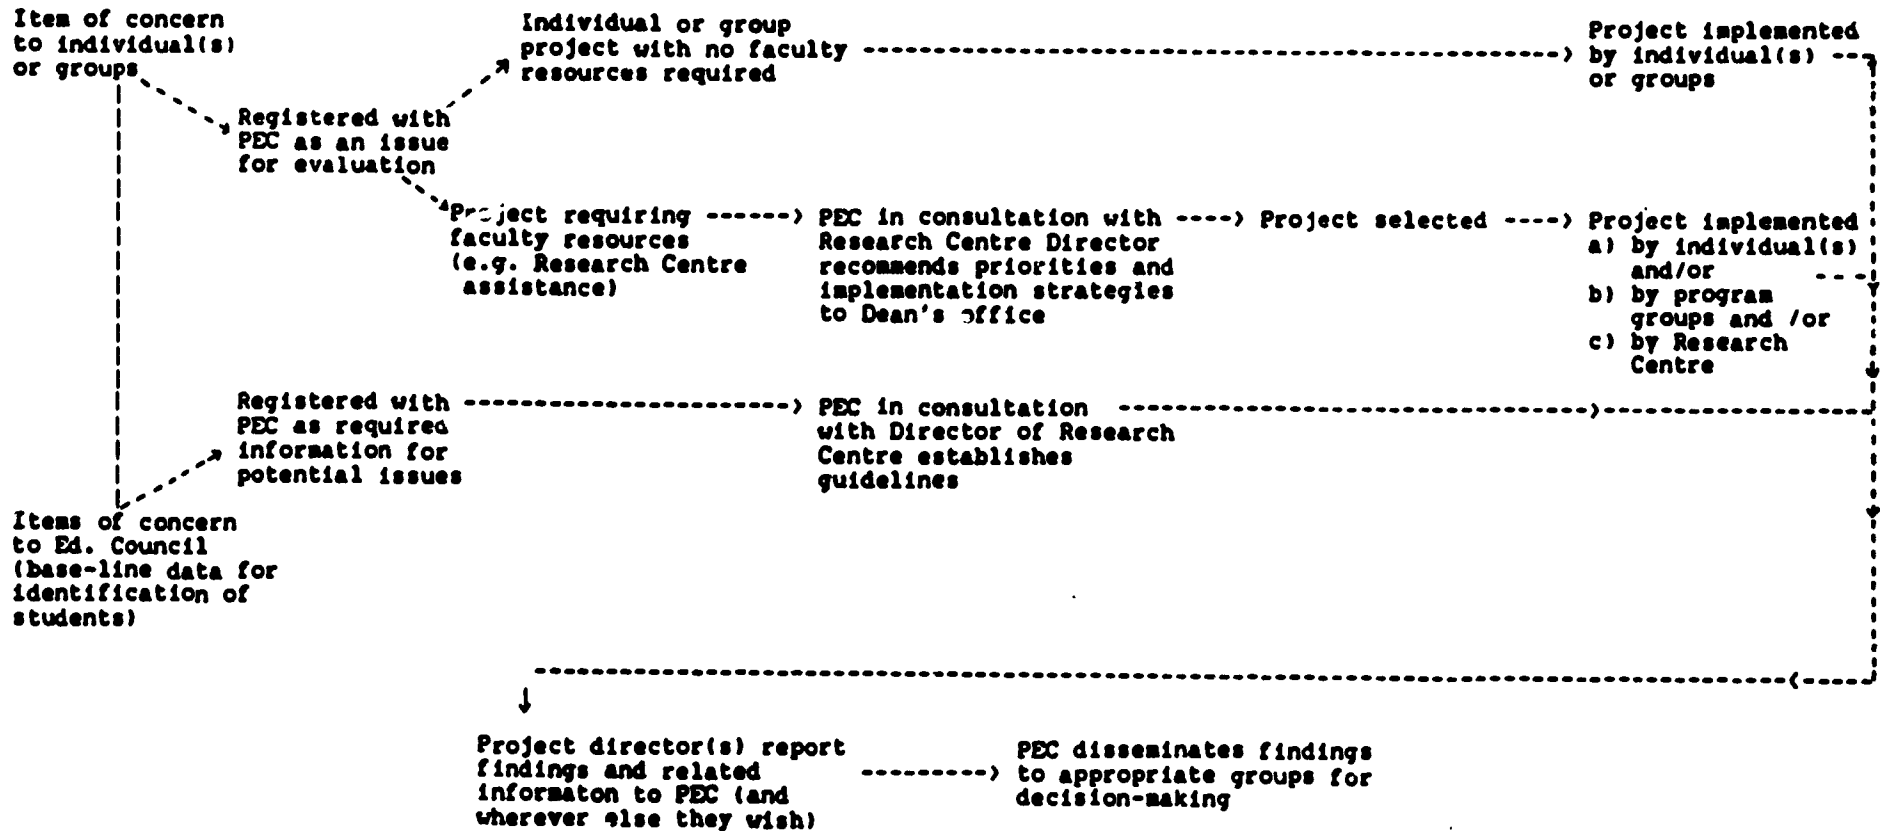 Item of concern
to individual(s)
or groups
Individual or group
project with no faculty
resources required
Project implemented
by individual(s)
or groups
Registered with
PEC as an issue
for evaluation
Project requiring
faculty resources
(e.g. Research Centre
assistance)
PEC in consultation with
Research Centre Director
recommends priorities and
implementation strategies
to Dean's office
Project selected
Project implemented
a) by individual(s)
and/or
b) by program
groups and /or
c) by Research
Centre
Registered with
PEC as required
information for
potential issues
PEC in consultation
with Director of Research
Centre establishes
guidelines
Items of concern
to Ed. Council
(base-line data for
identification of
students)
Project director(s) report
findings and related
informaton to PEC (and
wherever else they wish)
PEC disseminates findings
to appropriate groups for
decision-making